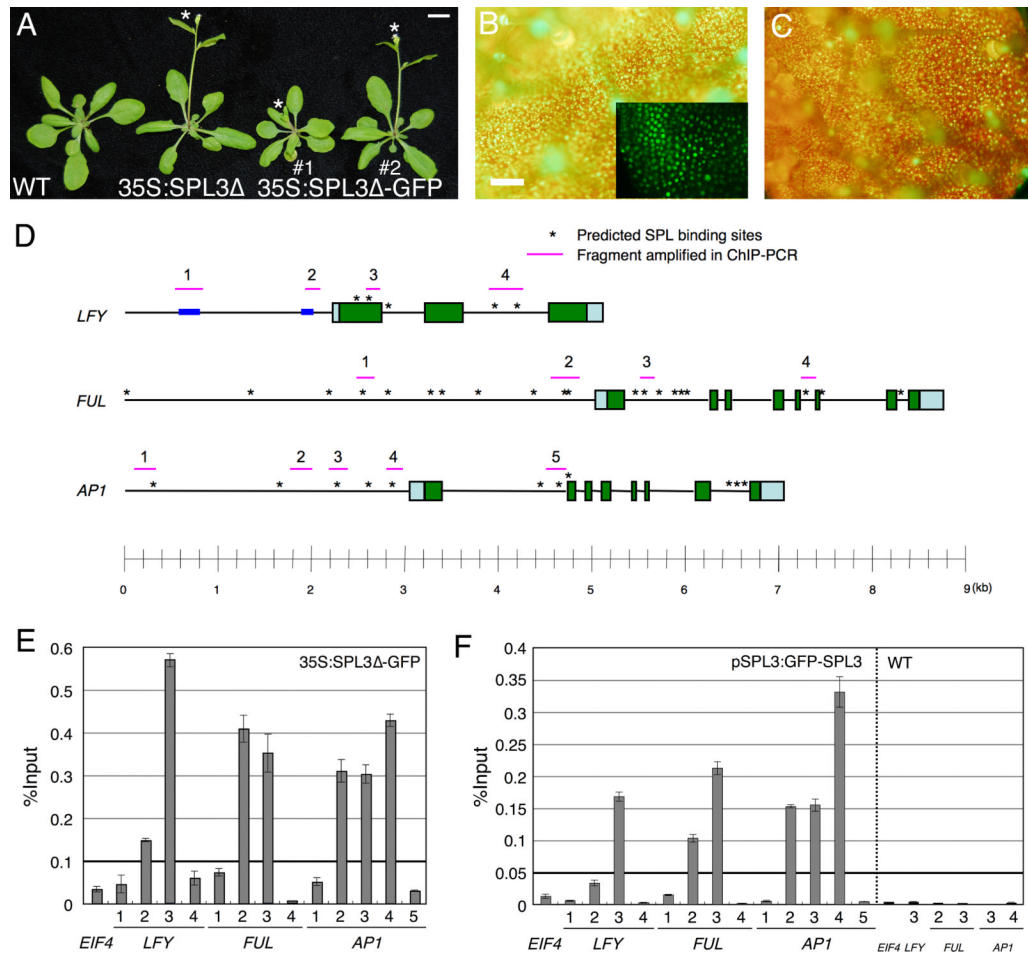 A
B
C
WT
35S:SPL3Δ
#1
#2
35S:SPL3Δ-GFP
D
* Predicted SPL binding sites
Fragment amplified in ChIP-PCR
1 2 3 4
LFY
1 2 3 4
FUL
1 2 3 4 5
AP1
0 1 2 3 4 5 6 7 8 9 (kb)
E
35S:SPL3Δ-GFP
%Input
0.6
0.5
0.4
0.3
0.2
0.1
0
1 2 3 4 1 2 3 4 1 2 3 4 5
EIF4 LFY FUL AP1
F
pSPL3:GFP-SPL3 WT
%Input
0.4
0.35
0.3
0.25
0.2
0.15
0.1
0.05
0
1 2 3 4 1 2 3 4 1 2 3 4 5 3 2 3 3 4
EIF4 LFY FUL AP1 EIF4 LFY FUL AP1